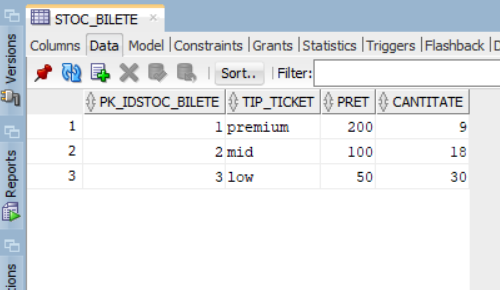 STOC_BILETE
Columns Data Model Constraints Grants Statistics Triggers Flashback
Sort.. Filter:
PK_IDSTOC_BILETE TIP_TICKET PRET CANTITATE
1 1 premium 200 9
2 2 mid 100 18
3 3 low 50 30
Versions
Reports